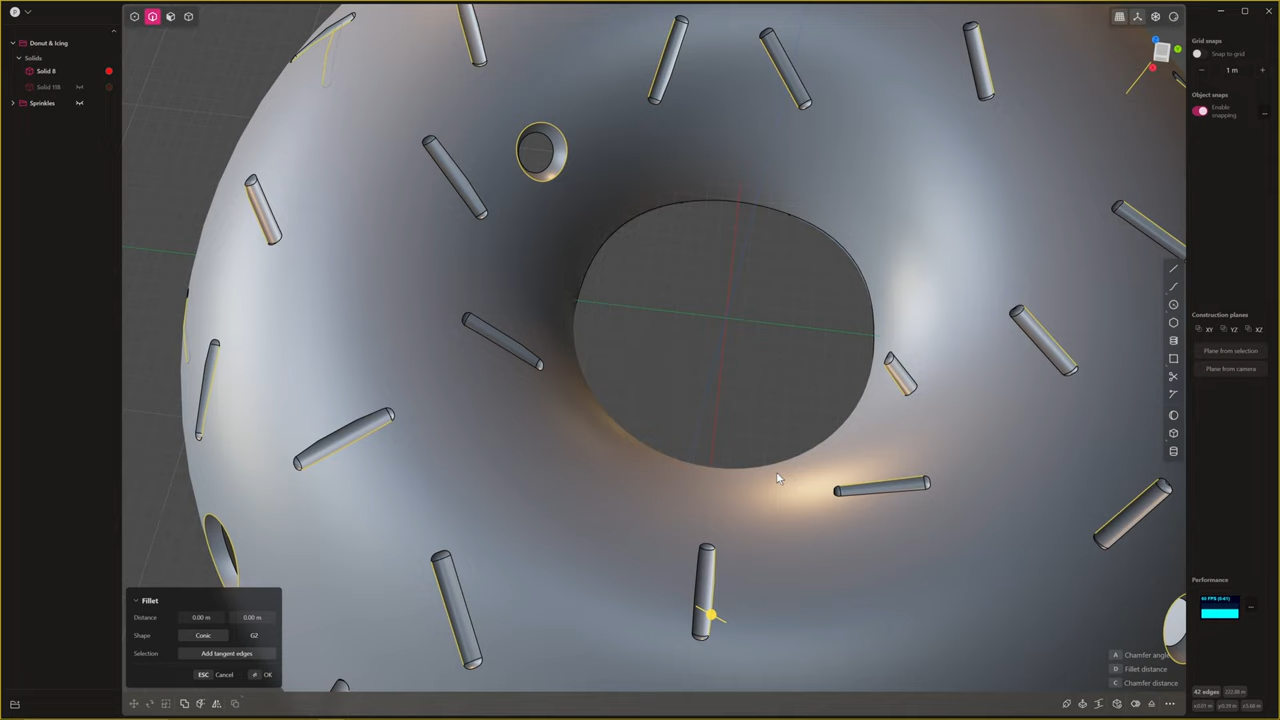 P
Donut & Icing
Solids
Solid 8
Solid 118
Sprinkles
Grid snaps
Snap to grid
− 1 m +
Object snaps
Enable
snapping
Construction planes
XY YZ XZ
Plane from selection
Plane from camera
Performance
Fillet
Distance 0.00 m 0.00 m
Shape Conic G2
Selection Add tangent edges
ESC Cancel OK
A Chamfer angle
D Fillet distance
C Chamfer distance
42 edges 222.88 m